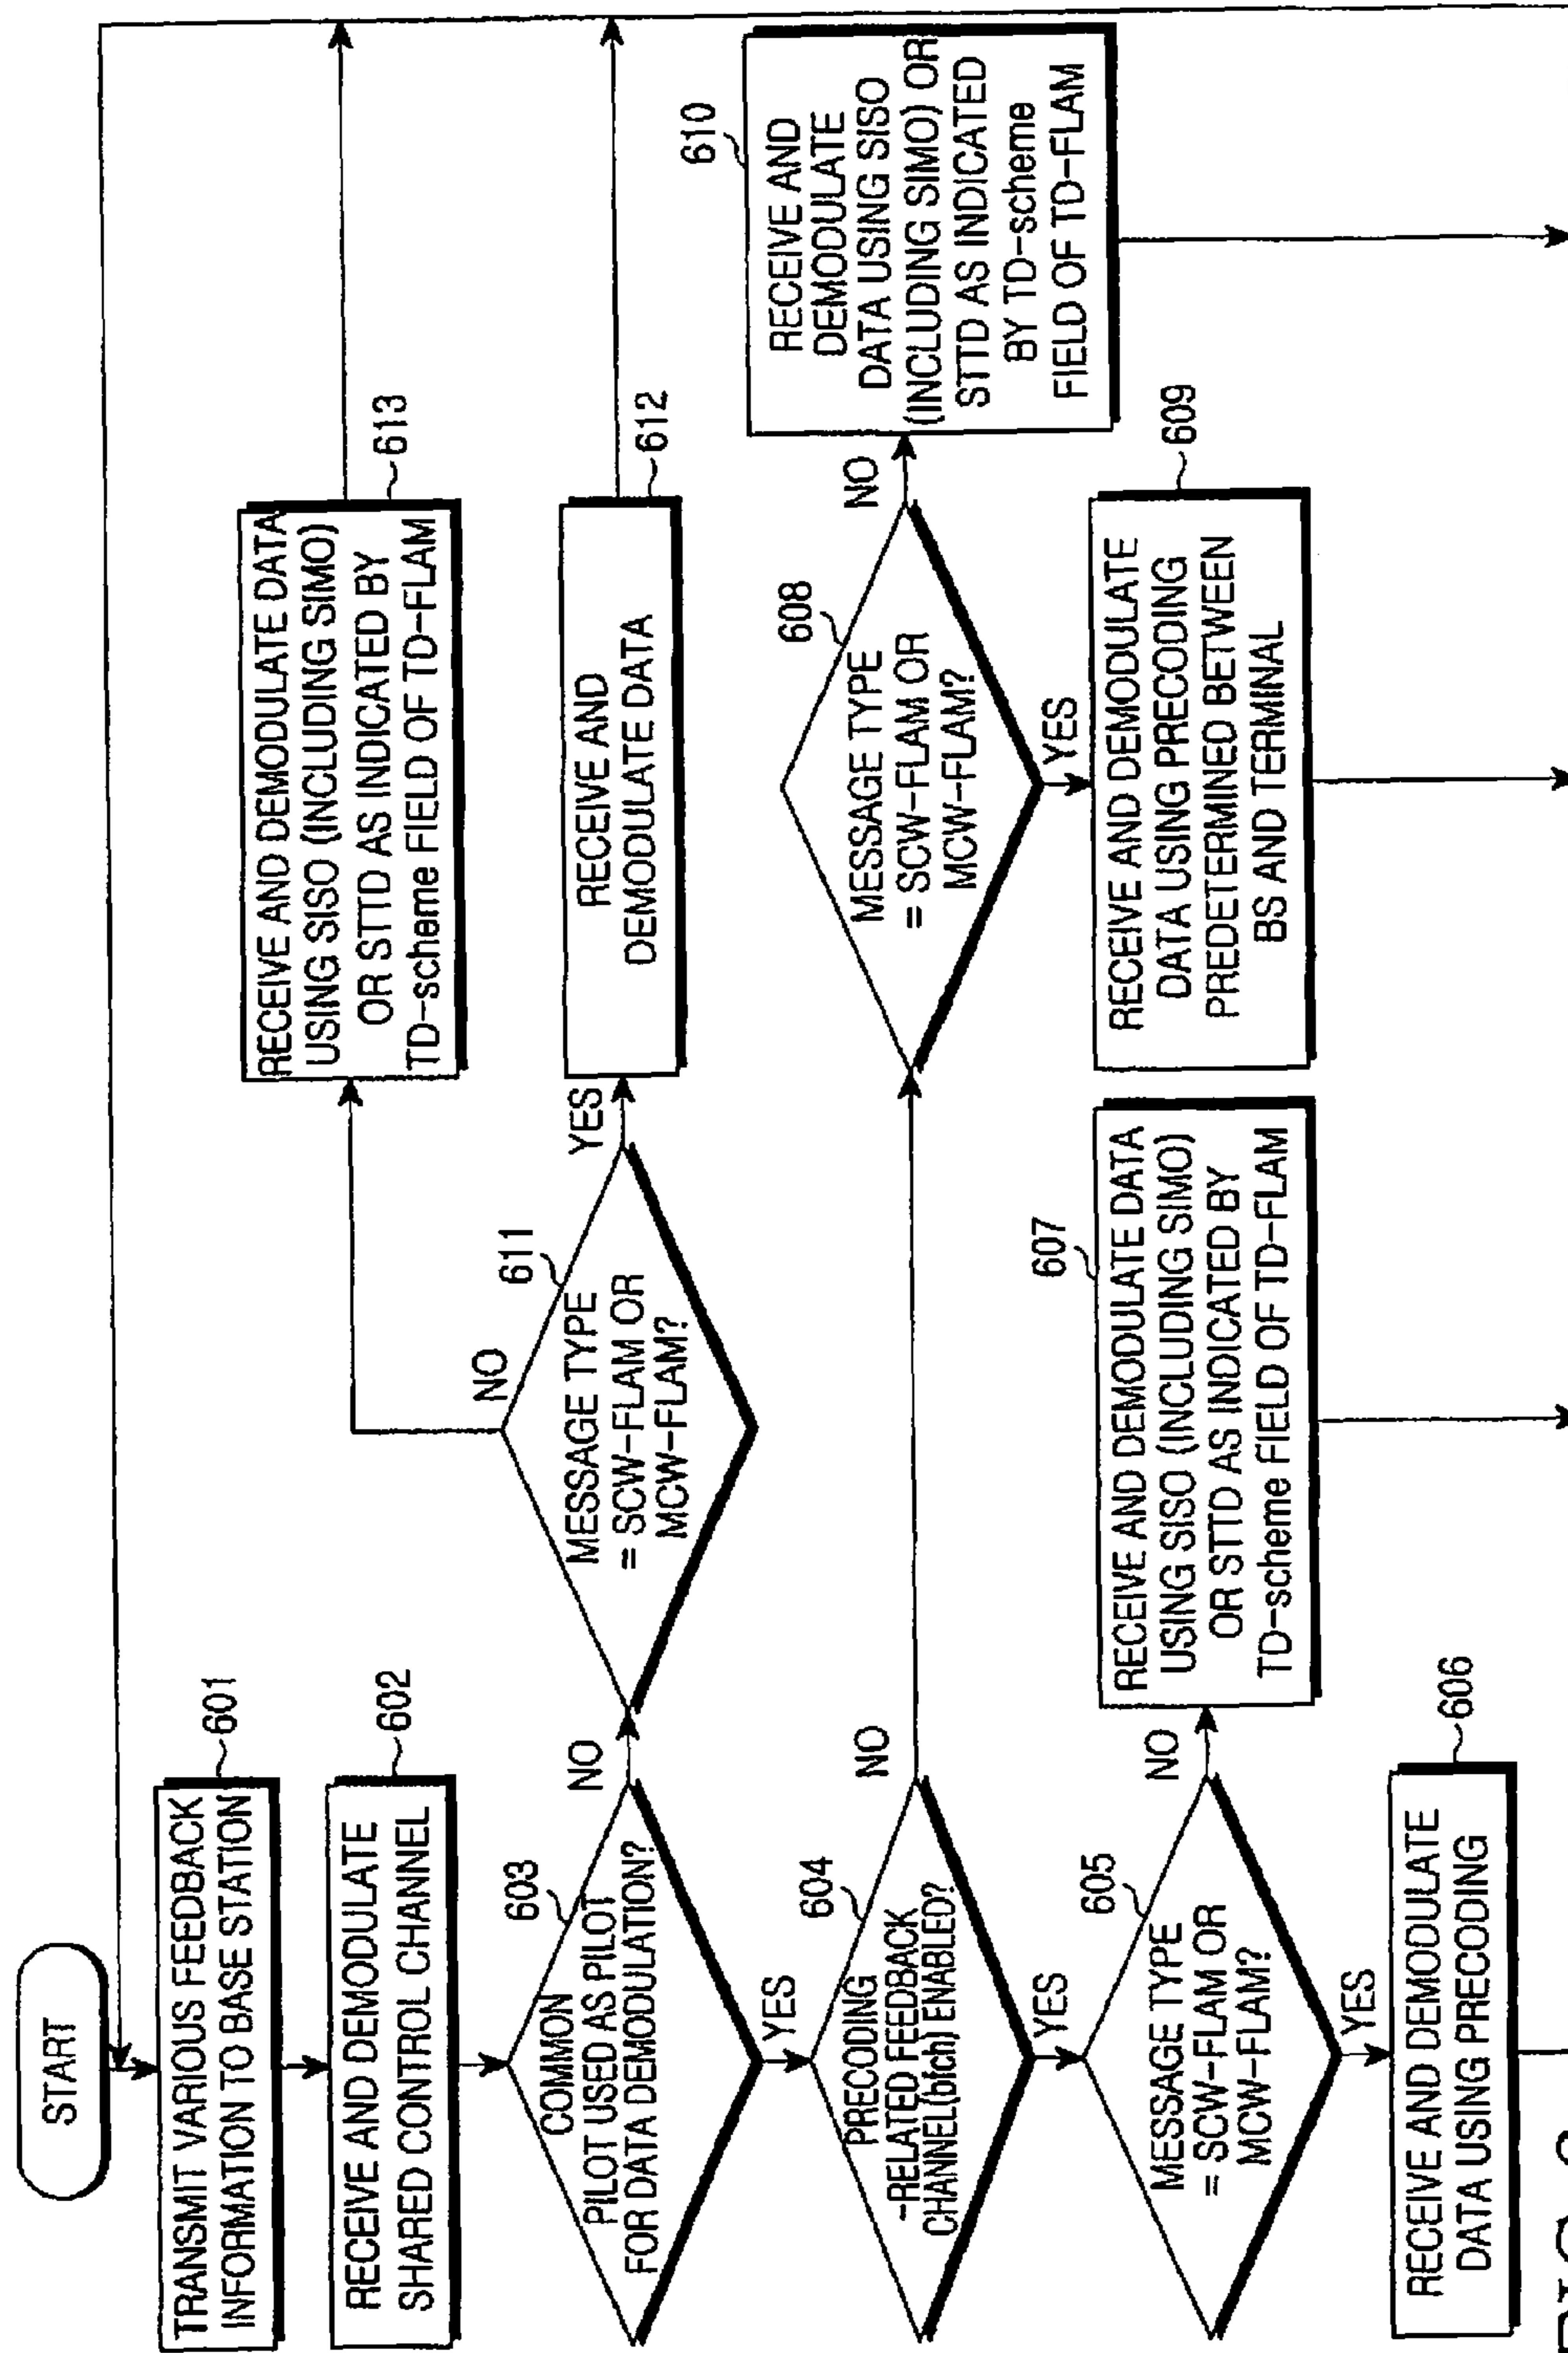 START
TRANSMIT VARIOUS FEEDBACK
INFORMATION TO BASE STATION
601
RECEIVE AND DEMODULATE
SHARED CONTROL CHANNEL
602
COMMON
PILOT USED AS PILOT
FOR DATA DEMODULATION?
603
NO
YES
MESSAGE TYPE
= SCW-FLAM OR
MCW-FLAM?
611
NO
YES
RECEIVE AND DEMODULATE DATA
USING SISO (INCLUDING SIMO)
OR STTD AS INDICATED BY
TD-scheme FIELD OF TD-FLAM
613
RECEIVE AND
DEMODULATE DATA
612
PRECODING
-RELATED FEEDBACK
CHANNEL(bfch) ENABLED?
604
NO
YES
MESSAGE TYPE
= SCW-FLAM OR
MCW-FLAM?
608
NO
YES
RECEIVE AND
DEMODULATE
DATA USING SISO
(INCLUDING SIMO) OR
STTD AS INDICATED
BY TD-scheme
FIELD OF TD-FLAM
610
RECEIVE AND DEMODULATE
DATA USING PRECODING
PREDETERMINED BETWEEN
BS AND TERMINAL
609
MESSAGE TYPE
= SCW-FLAM OR
MCW-FLAM?
605
NO
YES
RECEIVE AND DEMODULATE DATA
USING SISO (INCLUDING SIMO)
OR STTD AS INDICATED BY
TD-scheme FIELD OF TD-FLAM
607
RECEIVE AND DEMODULATE
DATA USING PRECODING
606